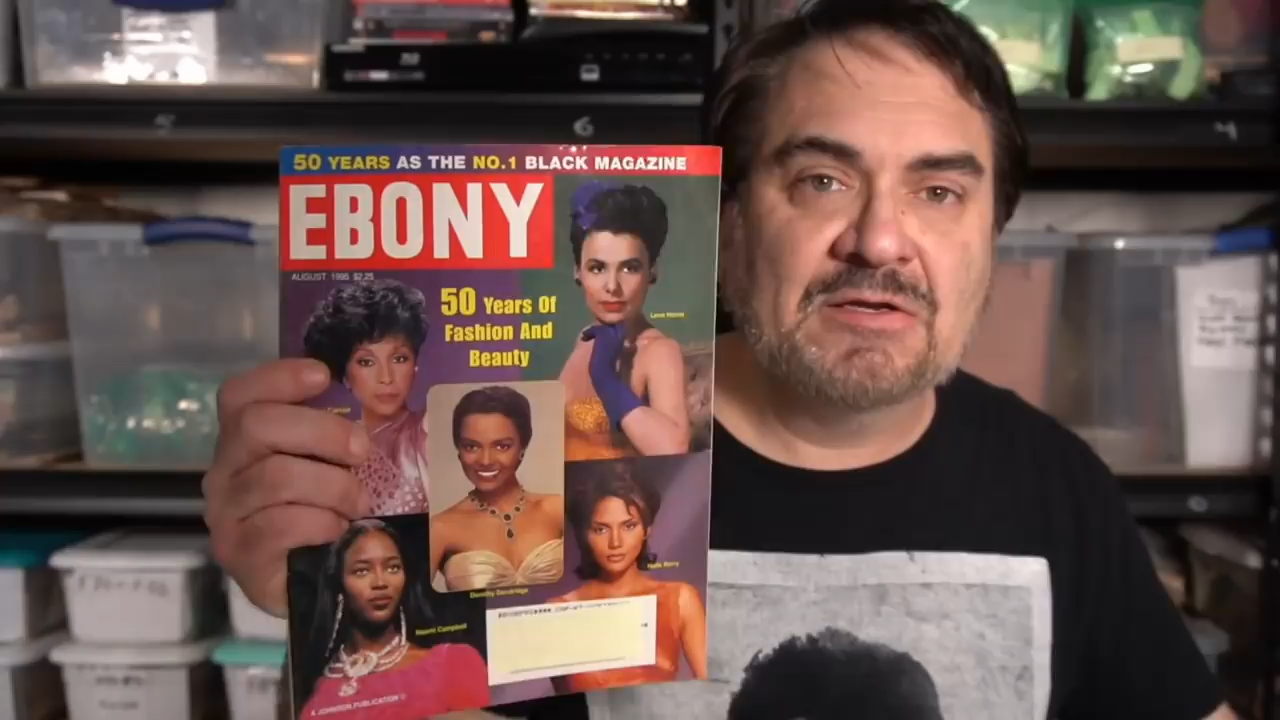 50 YEARS AS THE NO.1 BLACK MAGAZINE
EBONY
AUGUST 1995 $2.25
50 Years Of
Fashion And
Beauty
Lena Horne
Dorothy Dandridge
Halle Berry
Naomi Campbell
A JOHNSON PUBLICATION
6